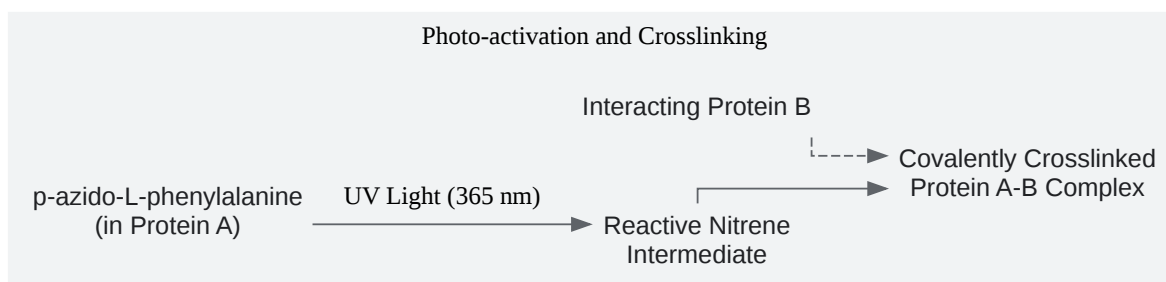 Photo-activation and Crosslinking
Interacting Protein B
Covalently Crosslinked
Protein A-B Complex
p-azido-L-phenylalanine
(in Protein A)
UV Light (365 nm)
Reactive Nitrene
Intermediate